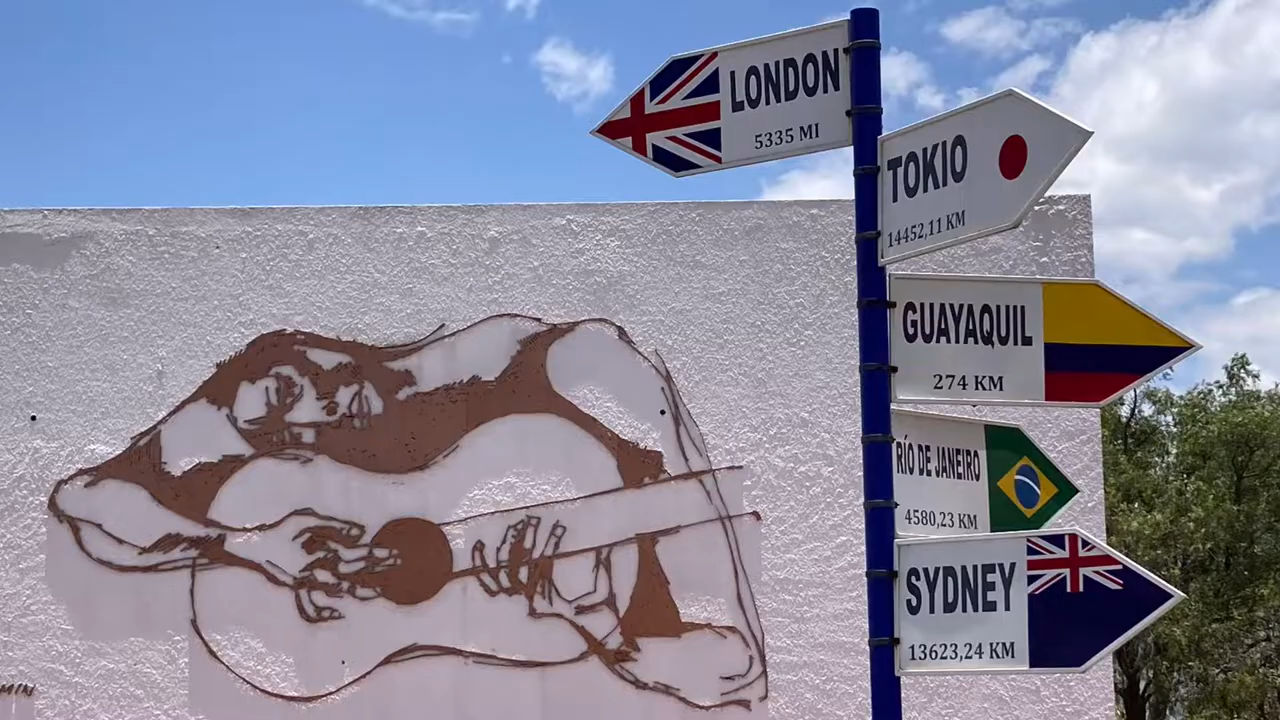 LONDON
5335 MI
TOKIO
14452,11 KM
GUAYAQUIL
274 KM
RÍO DE JANEIRO
4580,23 KM
SYDNEY
13623,24 KM